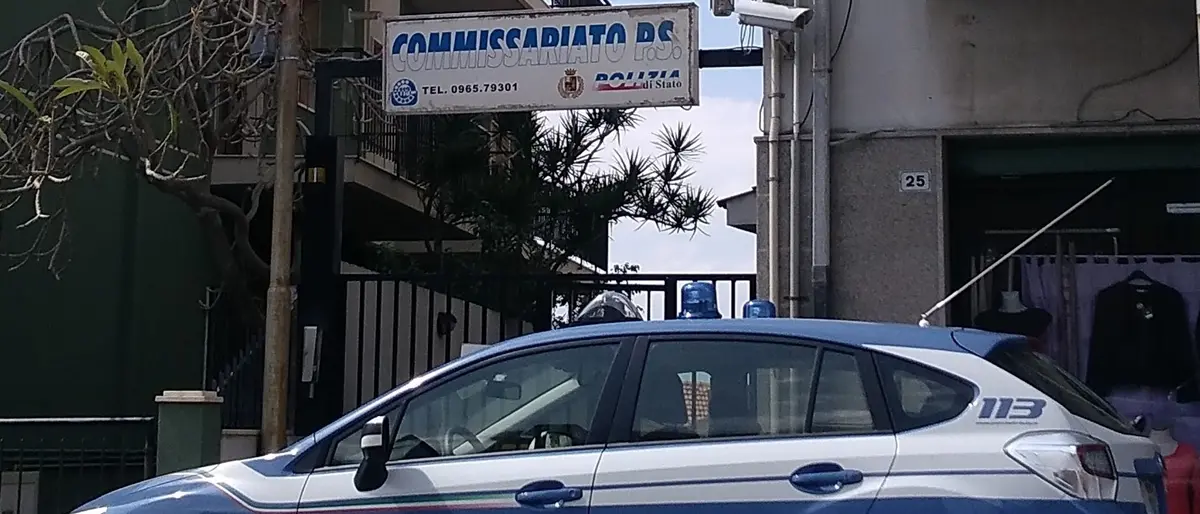 COMMISSARIATO P.S.
TEL. 0965.79301
POLIZIA
di Stato
25
113